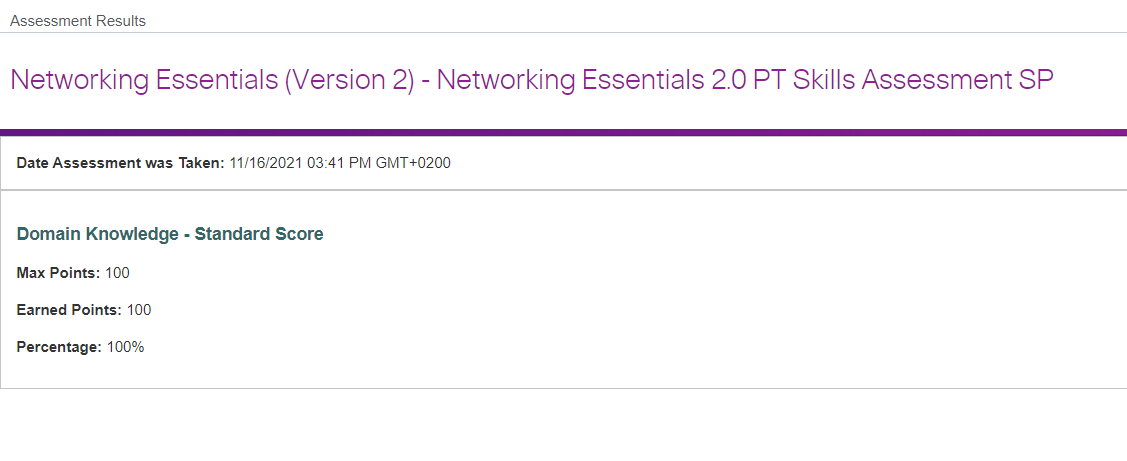 Assessment Results
Networking Essentials (Version 2) - Networking Essentials 2.0 PT Skills Assessment SP
Date Assessment was Taken: 11/16/2021 03:41 PM GMT+0200
Domain Knowledge - Standard Score
Max Points: 100
Earned Points: 100
Percentage: 100%